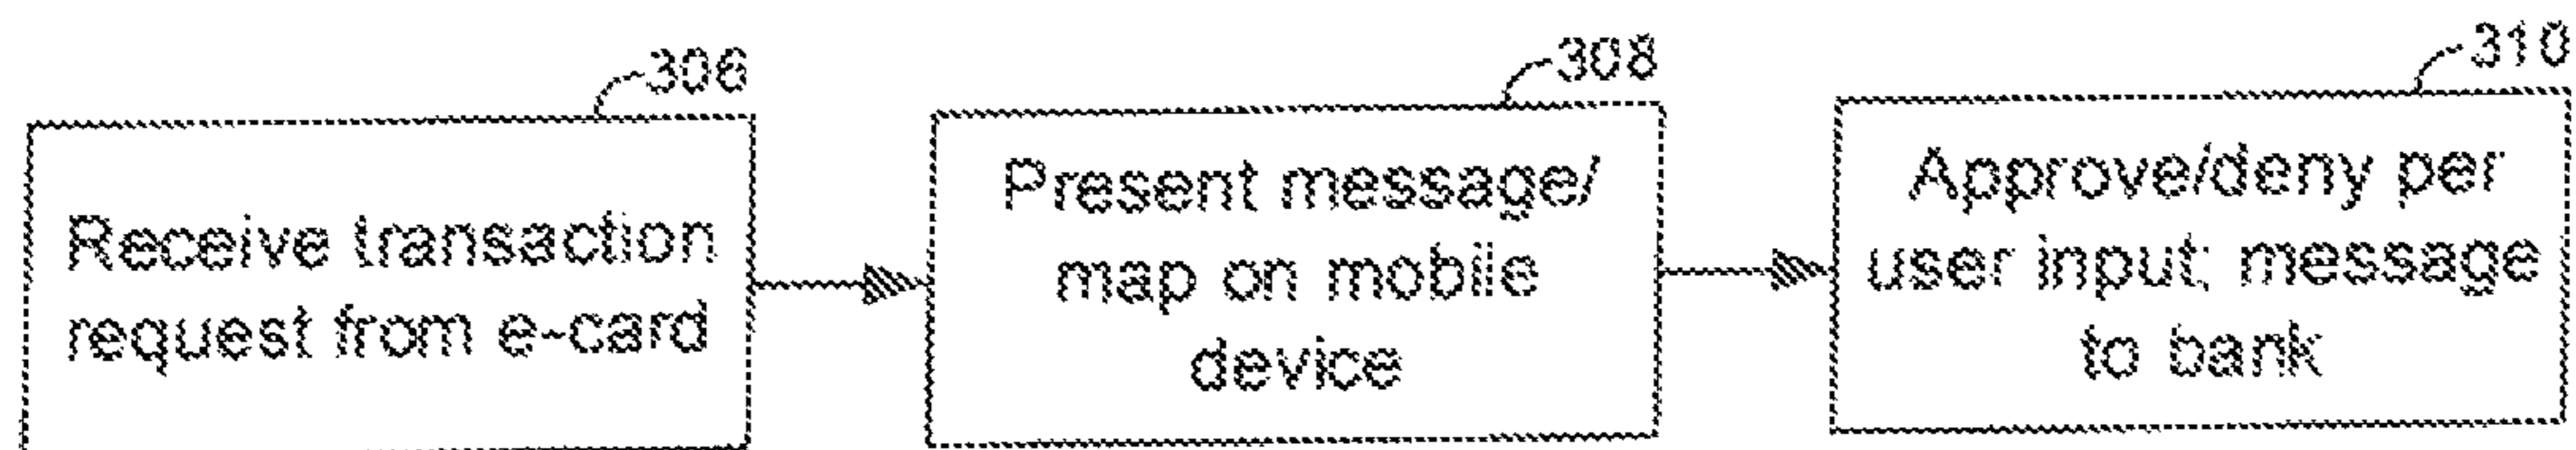 306
Receive transaction
request from e-card
308
Present message/
map on mobile
device
310
Approve/deny per
user input; message
to bank